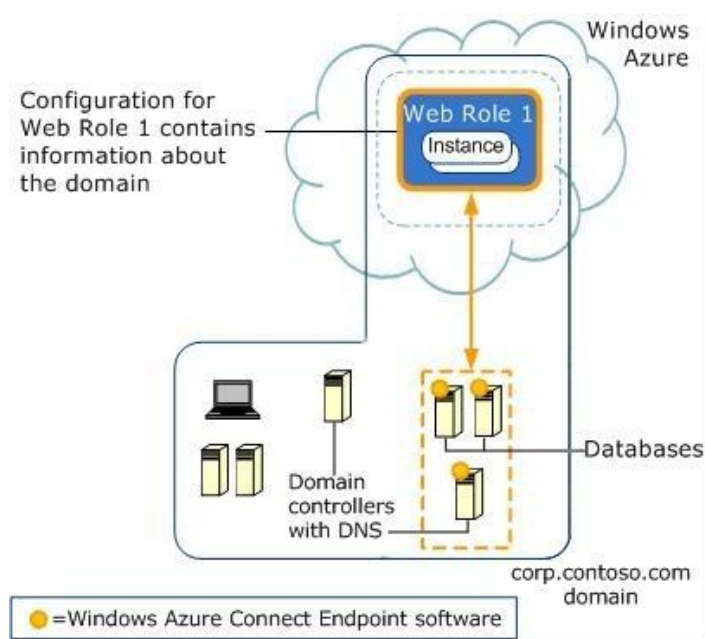 Windows
Azure
Configuration for
Web Role 1 contains
information about
the domain
Web Role 1
Instance
Databases
Domain
controllers
with DNS
corp.contoso.com
domain
=Windows Azure Connect Endpoint software